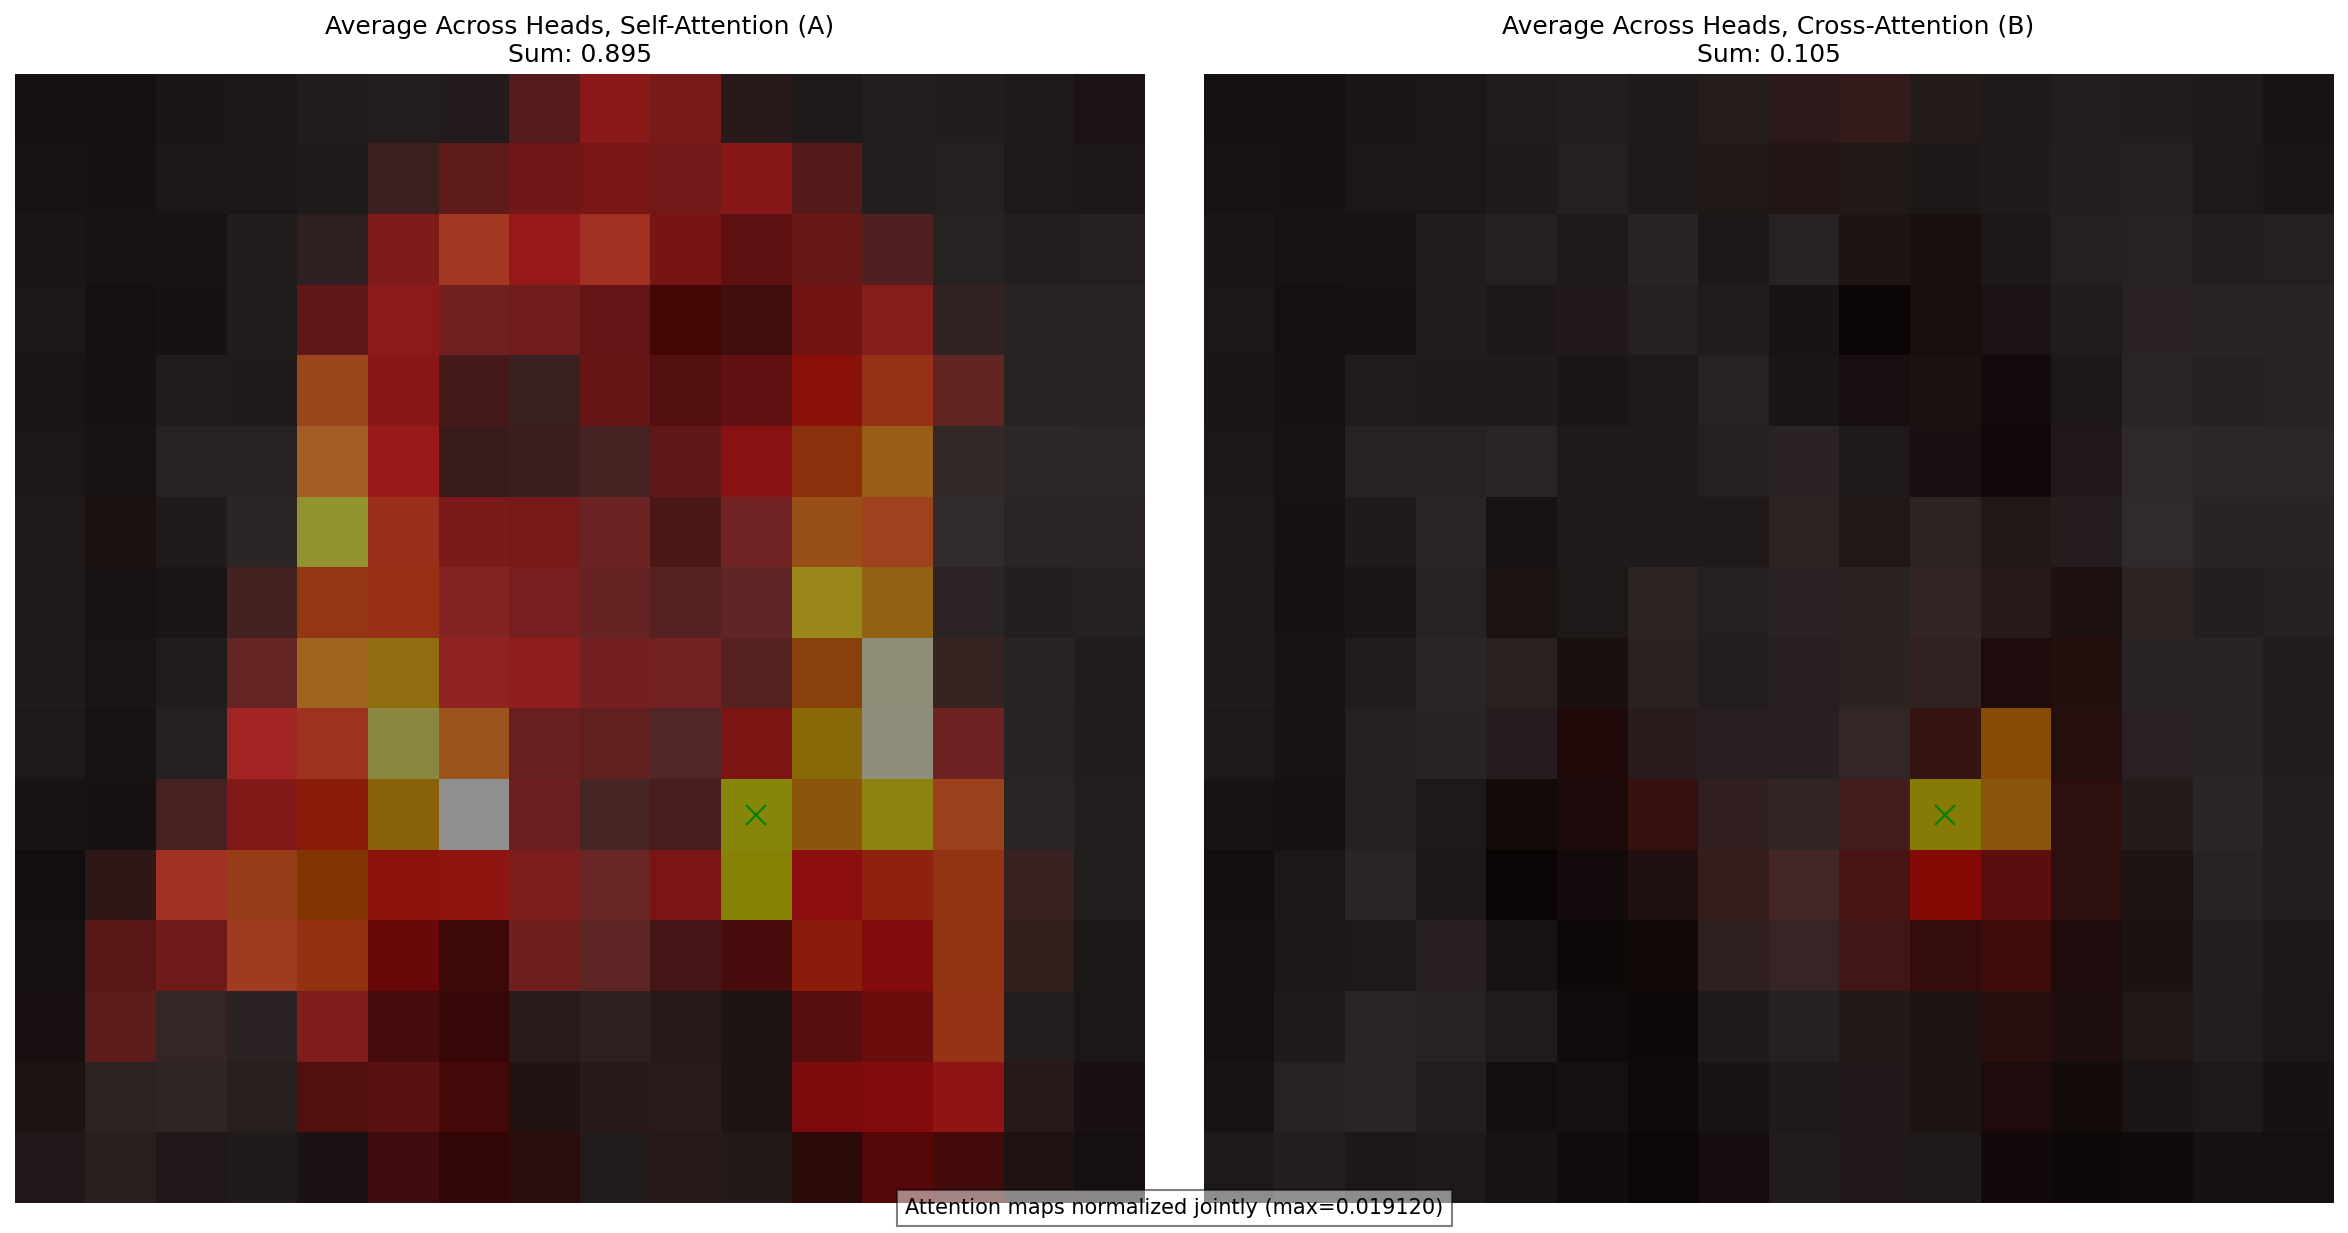 Average Across Heads, Self-Attention (A)
Sum: 0.895
Average Across Heads, Cross-Attention (B)
Sum: 0.105
Attention maps normalized jointly (max=0.019120)